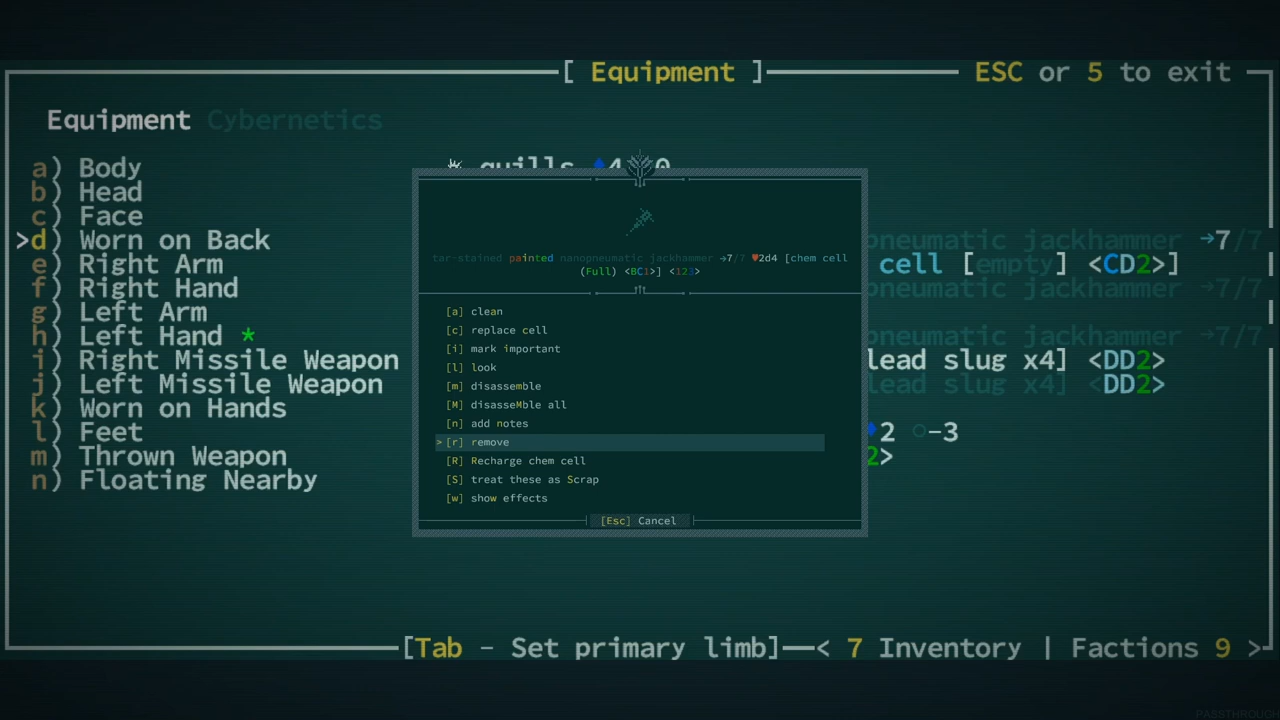 [ Equipment ] ESC or 5 to exit
Equipment Cybernetics
a) Body quills 4
b) Head
c) Face
>d) Worn on Back pneumatic jackhammer →7/7
e) Right Arm cell [empty] <CD2>]
f) Right Hand pneumatic jackhammer →7/7
g) Left Arm
h) Left Hand * pneumatic jackhammer →7/7
i) Right Missile Weapon lead slug x4] <DD2>
j) Left Missile Weapon lead slug x4] <DD2>
k) Worn on Hands
l) Feet ♦2 ○-3
m) Thrown Weapon 2>
n) Floating Nearby
tar-stained painted nanopneumatic jackhammer →7/7 ♥2d4 [chem cell
(Full) <BC1>] <123>
[a] clean
[c] replace cell
[i] mark important
[l] look
[m] disassemble
[M] disasseMble all
[n] add notes
> [r] remove
[R] Recharge chem cell
[S] treat these as Scrap
[w] show effects
[Esc] Cancel
[Tab – Set primary limb] < 7 Inventory | Factions 9 >